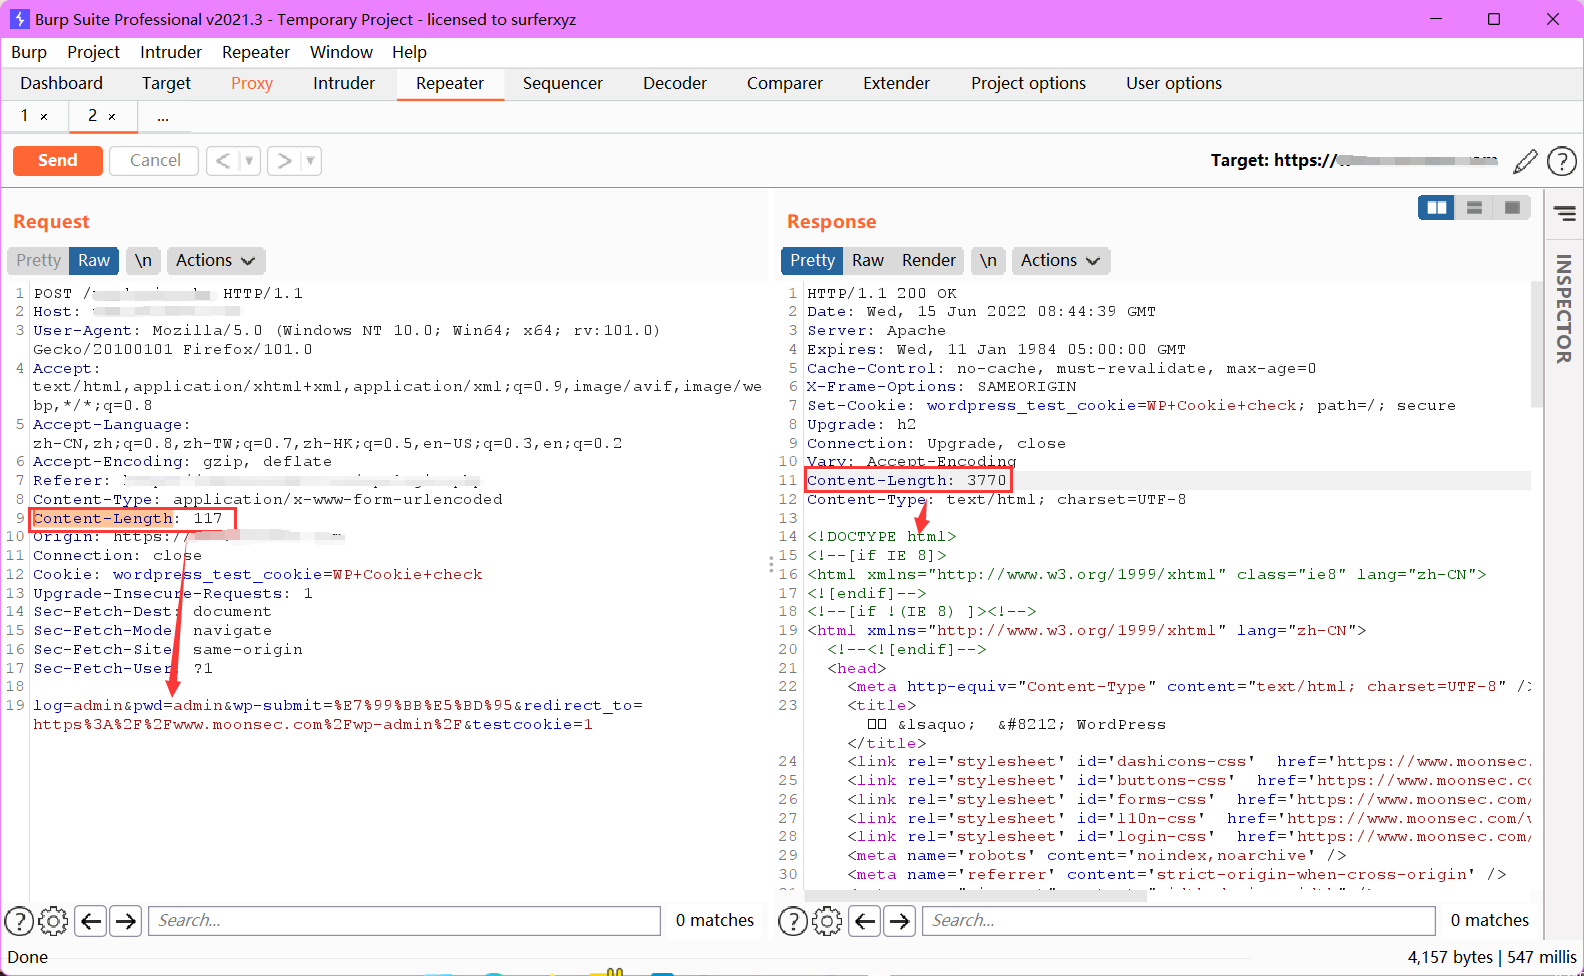 Burp Suite Professional v2021.3 - Temporary Project - licensed to surferxyz
Burp Project Intruder Repeater Window Help
Dashboard Target Proxy Intruder Repeater Sequencer Decoder Comparer Extender Project options User options
1 × 2 × ...
Send Cancel < > Target: https://
Request
Pretty Raw \n Actions
1 POST / HTTP/1.1
2 Host:
3 User-Agent: Mozilla/5.0 (Windows NT 10.0; Win64; x64; rv:101.0)
Gecko/20100101 Firefox/101.0
4 Accept:
text/html,application/xhtml+xml,application/xml;q=0.9,image/avif,image/we
bp,*/*;q=0.8
5 Accept-Language:
zh-CN,zh;q=0.8,zh-TW;q=0.7,zh-HK;q=0.5,en-US;q=0.3,en;q=0.2
6 Accept-Encoding: gzip, deflate
7 Referer:
8 Content-Type: application/x-www-form-urlencoded
9 Content-Length: 117
10 Origin: https://
11 Connection: close
12 Cookie: wordpress_test_cookie=WP+Cookie+check
13 Upgrade-Insecure-Requests: 1
14 Sec-Fetch-Dest: document
15 Sec-Fetch-Mode: navigate
16 Sec-Fetch-Site: same-origin
17 Sec-Fetch-User: ?1
18
19 log=admin&pwd=admin&wp-submit=%E7%99%BB%E5%BD%95&redirect_to=
https%3A%2F%2Fwww.moonsec.com%2Fwp-admin%2F&testcookie=1
Search... 0 matches
Response
Pretty Raw Render \n Actions
INSPECTOR
1 HTTP/1.1 200 OK
2 Date: Wed, 15 Jun 2022 08:44:39 GMT
3 Server: Apache
4 Expires: Wed, 11 Jan 1984 05:00:00 GMT
5 Cache-Control: no-cache, must-revalidate, max-age=0
6 X-Frame-Options: SAMEORIGIN
7 Set-Cookie: wordpress_test_cookie=WP+Cookie+check; path=/; secure
8 Upgrade: h2
9 Connection: Upgrade, close
10 Vary: Accept-Encoding
11 Content-Length: 3770
12 Content-Type: text/html; charset=UTF-8
13
14 <!DOCTYPE html>
15 <!--[if IE 8]>
16 <html xmlns="http://www.w3.org/1999/xhtml" class="ie8" lang="zh-CN">
17 <![endif]-->
18 <!--[if !(IE 8) ]><!-->
19 <html xmlns="http://www.w3.org/1999/xhtml" lang="zh-CN">
20 <!--<![endif]-->
21 <head>
22 <meta http-equiv="Content-Type" content="text/html; charset=UTF-8" />
23 <title>
□□ &lsaquo; &#8212; WordPress
</title>
24 <link rel='stylesheet' id='dashicons-css' href='https://www.moonsec.
25 <link rel='stylesheet' id='buttons-css' href='https://www.moonsec.co
26 <link rel='stylesheet' id='forms-css' href='https://www.moonsec.com/
27 <link rel='stylesheet' id='l10n-css' href='https://www.moonsec.com/w
28 <link rel='stylesheet' id='login-css' href='https://www.moonsec.com/
29 <meta name='robots' content='noindex,noarchive' />
30 <meta name='referrer' content='strict-origin-when-cross-origin' />
Search... 0 matches
Done 4,157 bytes | 547 millis